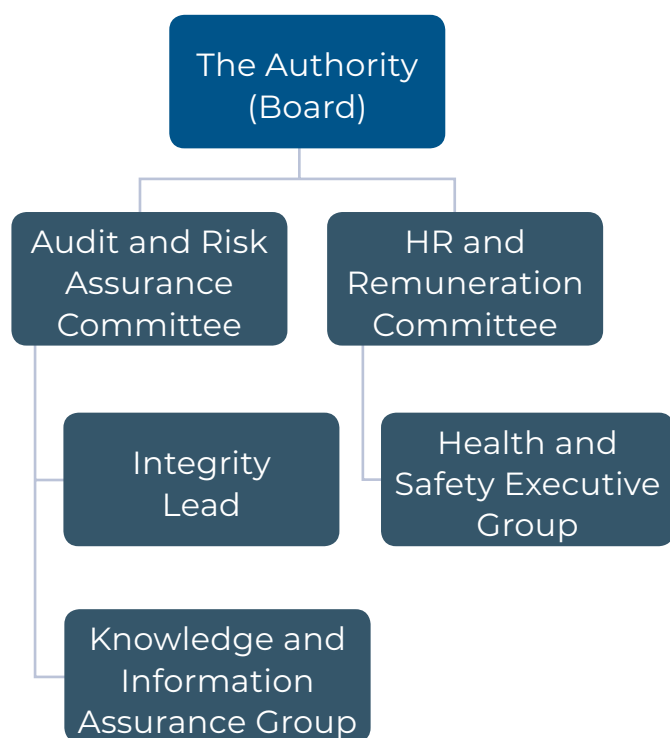 The Authority
(Board)
Audit and Risk
Assurance
Committee
HR and
Remuneration
Committee
Integrity
Lead
Health and
Safety Executive
Group
Knowledge and
Information
Assurance Group